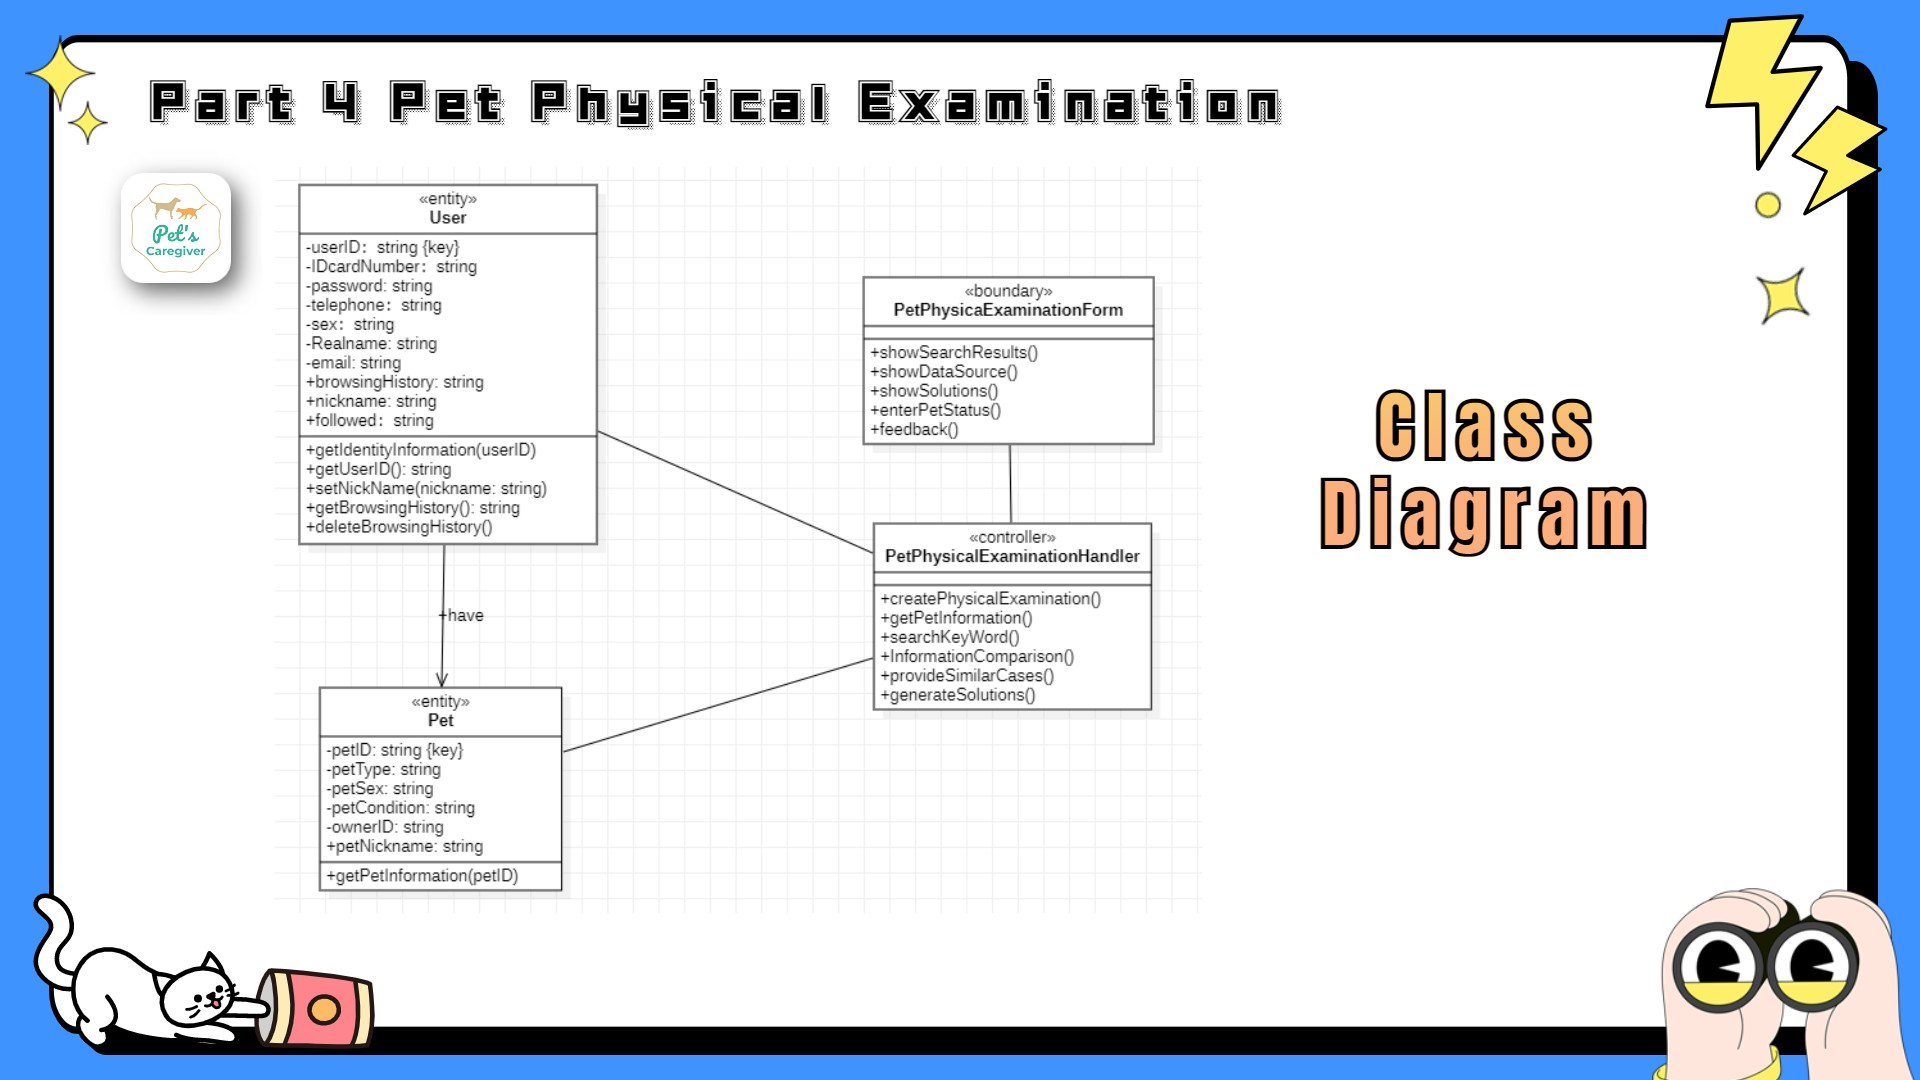 Part 4 Pet Physical Examination
Pet's
Caregiver
«entity»
User
-userID: string {key}
-IDcardNumber: string
-password: string
-telephone: string
-sex: string
-Realname: string
-email: string
+browsingHistory: string
+nickname: string
+followed: string
+getIdentityInformation(userID)
+getUserID(): string
+setNickName(nickname: string)
+getBrowsingHistory(): string
+deleteBrowsingHistory()
+have
«entity»
Pet
-petID: string {key}
-petType: string
-petSex: string
-petCondition: string
-ownerID: string
+petNickname: string
+getPetInformation(petID)
«boundary»
PetPhysicaExaminationForm
+showSearchResults()
+showDataSource()
+showSolutions()
+enterPetStatus()
+feedback()
«controller»
PetPhysicalExaminationHandler
+createPhysicalExamination()
+getPetInformation()
+searchKeyWord()
+InformationComparison()
+provideSimilarCases()
+generateSolutions()
Class
Diagram